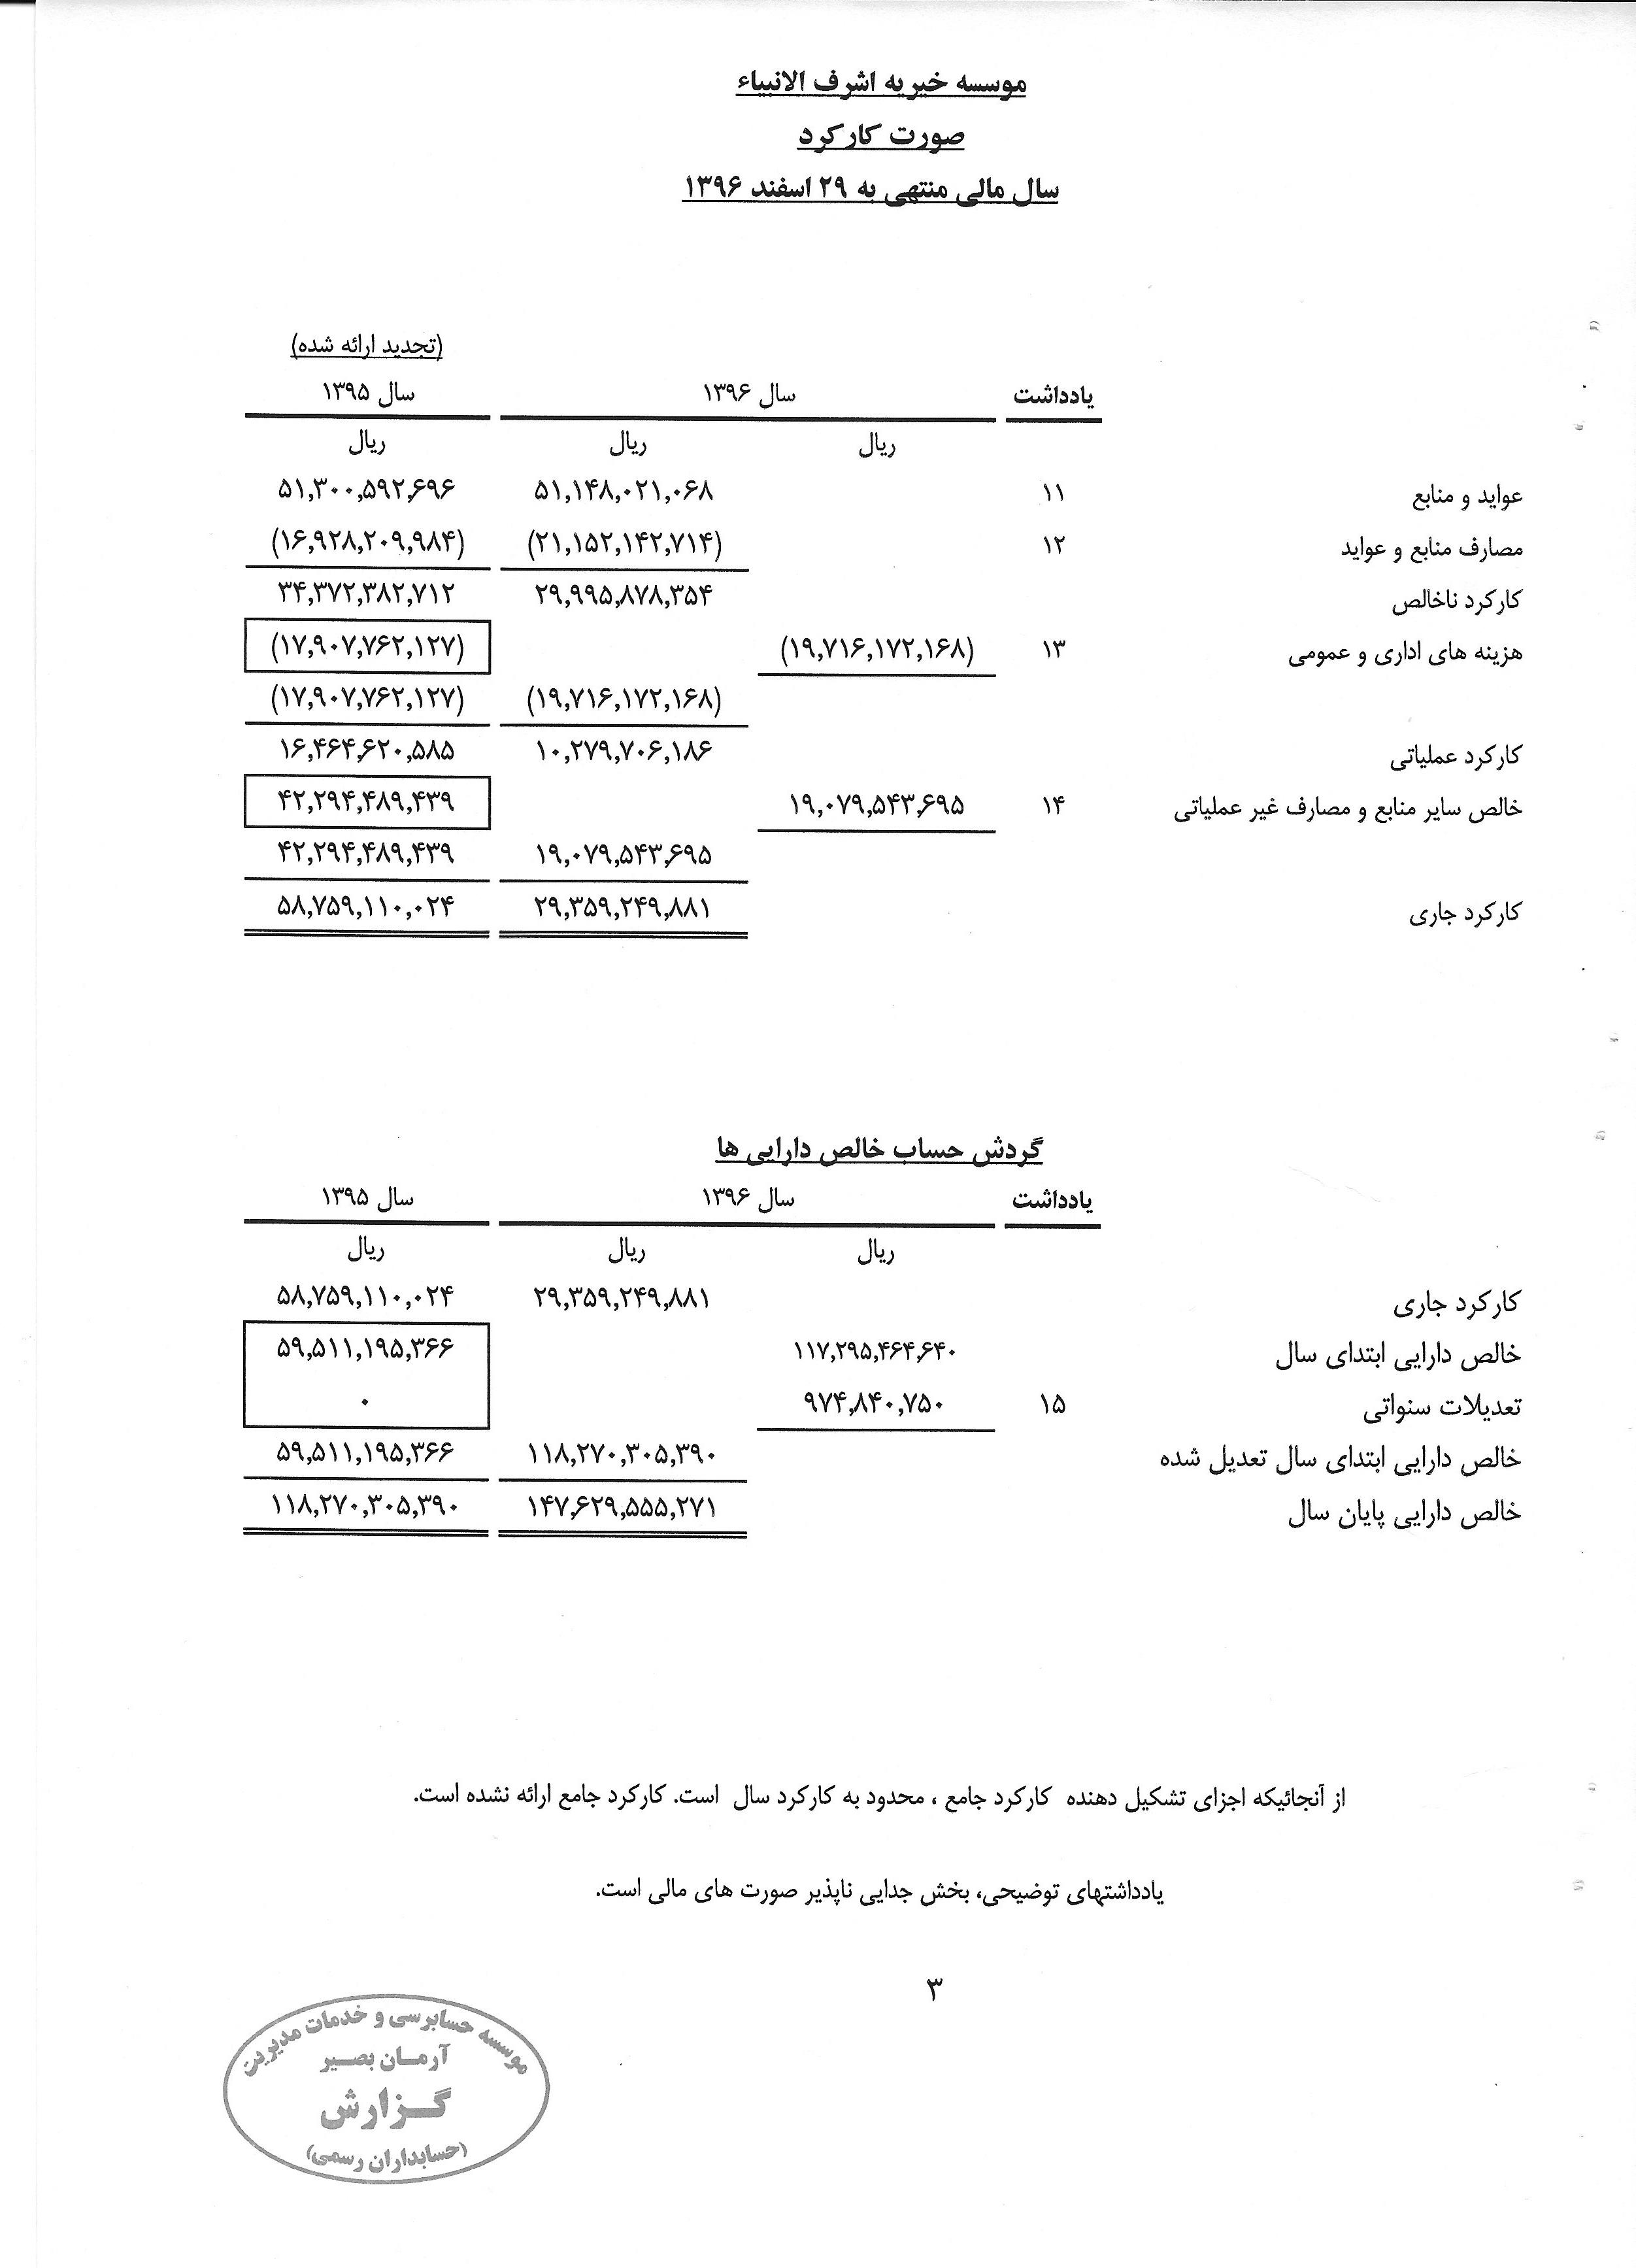 موسسه خیریه اشرف الانبیاء
صورت کارکرد
سال مالی منتهی به ۲۹ اسفند ۱۳۹۶
(تجدید ارائه شده)
یادداشت سال ۱۳۹۶ سال ۱۳۹۵
ریال ریال ریال
عواید و منابع ۱۱ ۵۱,۱۴۸,۰۲۱,۰۶۸ ۵۱,۳۰۰,۵۹۲,۶۹۶
مصارف منابع و عواید ۱۲ (۲۱,۱۵۲,۱۴۲,۷۱۴) (۱۶,۹۲۸,۲۰۹,۹۸۴)
کارکرد ناخالص ۲۹,۹۹۵,۸۷۸,۳۵۴ ۳۴,۳۷۲,۳۸۲,۷۱۲
هزینه های اداری و عمومی ۱۳ (۱۹,۷۱۶,۱۷۲,۱۶۸) (۱۷,۹۰۷,۷۶۲,۱۲۷)
(۱۹,۷۱۶,۱۷۲,۱۶۸) (۱۷,۹۰۷,۷۶۲,۱۲۷)
کارکرد عملیاتی ۱۰,۲۷۹,۷۰۶,۱۸۶ ۱۶,۴۶۴,۶۲۰,۵۸۵
خالص سایر منابع و مصارف غیر عملیاتی ۱۴ ۱۹,۰۷۹,۵۴۳,۶۹۵ ۴۲,۲۹۴,۴۸۹,۴۳۹
۱۹,۰۷۹,۵۴۳,۶۹۵ ۴۲,۲۹۴,۴۸۹,۴۳۹
کارکرد جاری ۲۹,۳۵۹,۲۴۹,۸۸۱ ۵۸,۷۵۹,۱۱۰,۰۲۴
گردش حساب خالص دارایی ها
یادداشت سال ۱۳۹۶ سال ۱۳۹۵
ریال ریال ریال
کارکرد جاری ۲۹,۳۵۹,۲۴۹,۸۸۱ ۵۸,۷۵۹,۱۱۰,۰۲۴
خالص دارایی ابتدای سال ۱۱۷,۲۹۵,۴۶۴,۶۴۰ ۵۹,۵۱۱,۱۹۵,۳۶۶
تعدیلات سنواتی ۱۵ ۹۷۴,۸۴۰,۷۵۰ ۰
خالص دارایی ابتدای سال تعدیل شده ۱۱۸,۲۷۰,۳۰۵,۳۹۰ ۵۹,۵۱۱,۱۹۵,۳۶۶
خالص دارایی پایان سال ۱۴۷,۶۲۹,۵۵۵,۲۷۱ ۱۱۸,۲۷۰,۳۰۵,۳۹۰
از آنجائیکه اجزای تشکیل دهنده کارکرد جامع ، محدود به کارکرد سال است. کارکرد جامع ارائه نشده است.
یادداشتهای توضیحی، بخش جدایی ناپذیر صورت های مالی است.
۳
موسسه حسابرسی و خدمات مدیریت
آرمــان بصــیر
گــزارش
(حسابداران رسمی)